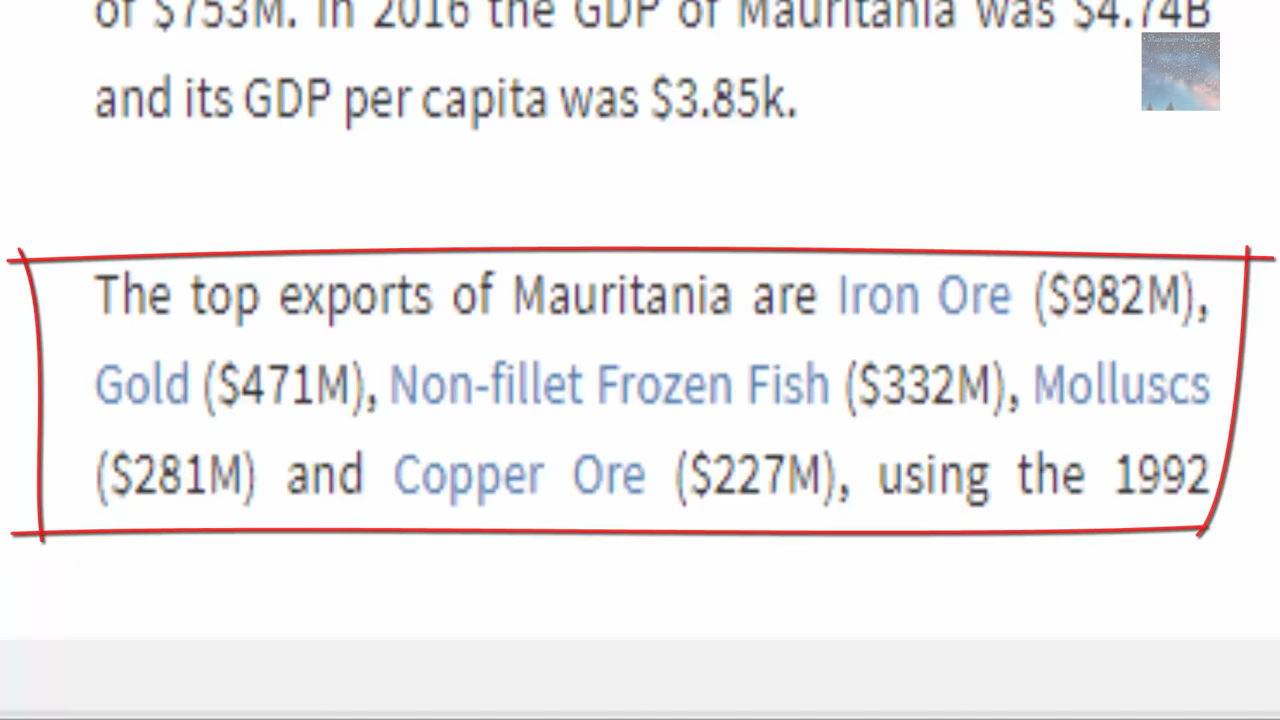 of $753M. In 2016 the GDP of Mauritania was $4.74B
and its GDP per capita was $3.85k.
The top exports of Mauritania are Iron Ore ($982M),
Gold ($471M), Non-fillet Frozen Fish ($332M), Molluscs
($281M) and Copper Ore ($227M), using the 1992